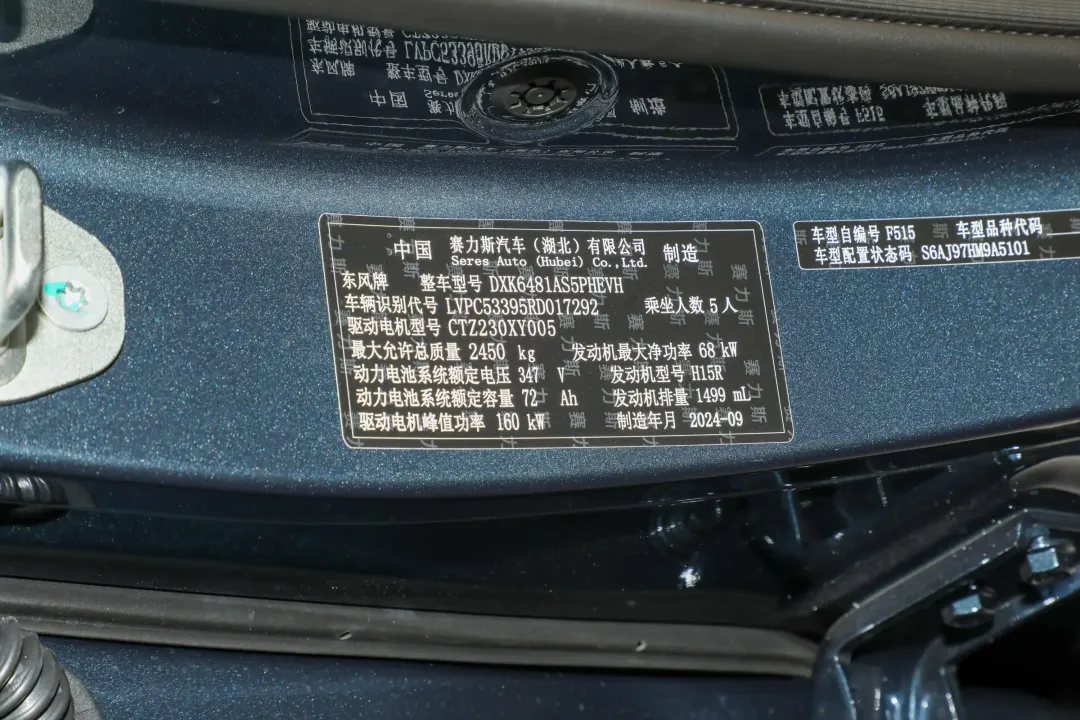 中国 赛力斯汽车（湖北）有限公司 制造
Seres Auto (Hubei) Co., Ltd.
东风牌 整车型号 DXK6481AS5PHEVH
车辆识别代号 LVPC53395RD017292 乘坐人数 5 人
驱动电机型号 CTZ230XY005
最大允许总质量 2450 kg 发动机最大净功率 68 kW
动力电池系统额定电压 347 V 发动机型号 H15R
动力电池系统额定容量 72 Ah 发动机排量 1499 mL
驱动电机峰值功率 160 kW 制造年月 2024-09
车型自编号 F515 车型品种代码
车型配置状态码 S6AJ97HM9A5101